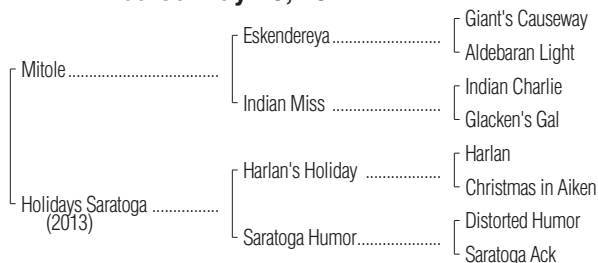 Giant's Causeway
Eskendereya
Aldebaran Light
Mitole
Indian Charlie
Indian Miss
Glacken's Gal
Harlan
Harlan's Holiday
Christmas in Aiken
Holidays Saratoga
(2013)
Distorted Humor
Saratoga Humor
Saratoga Ack